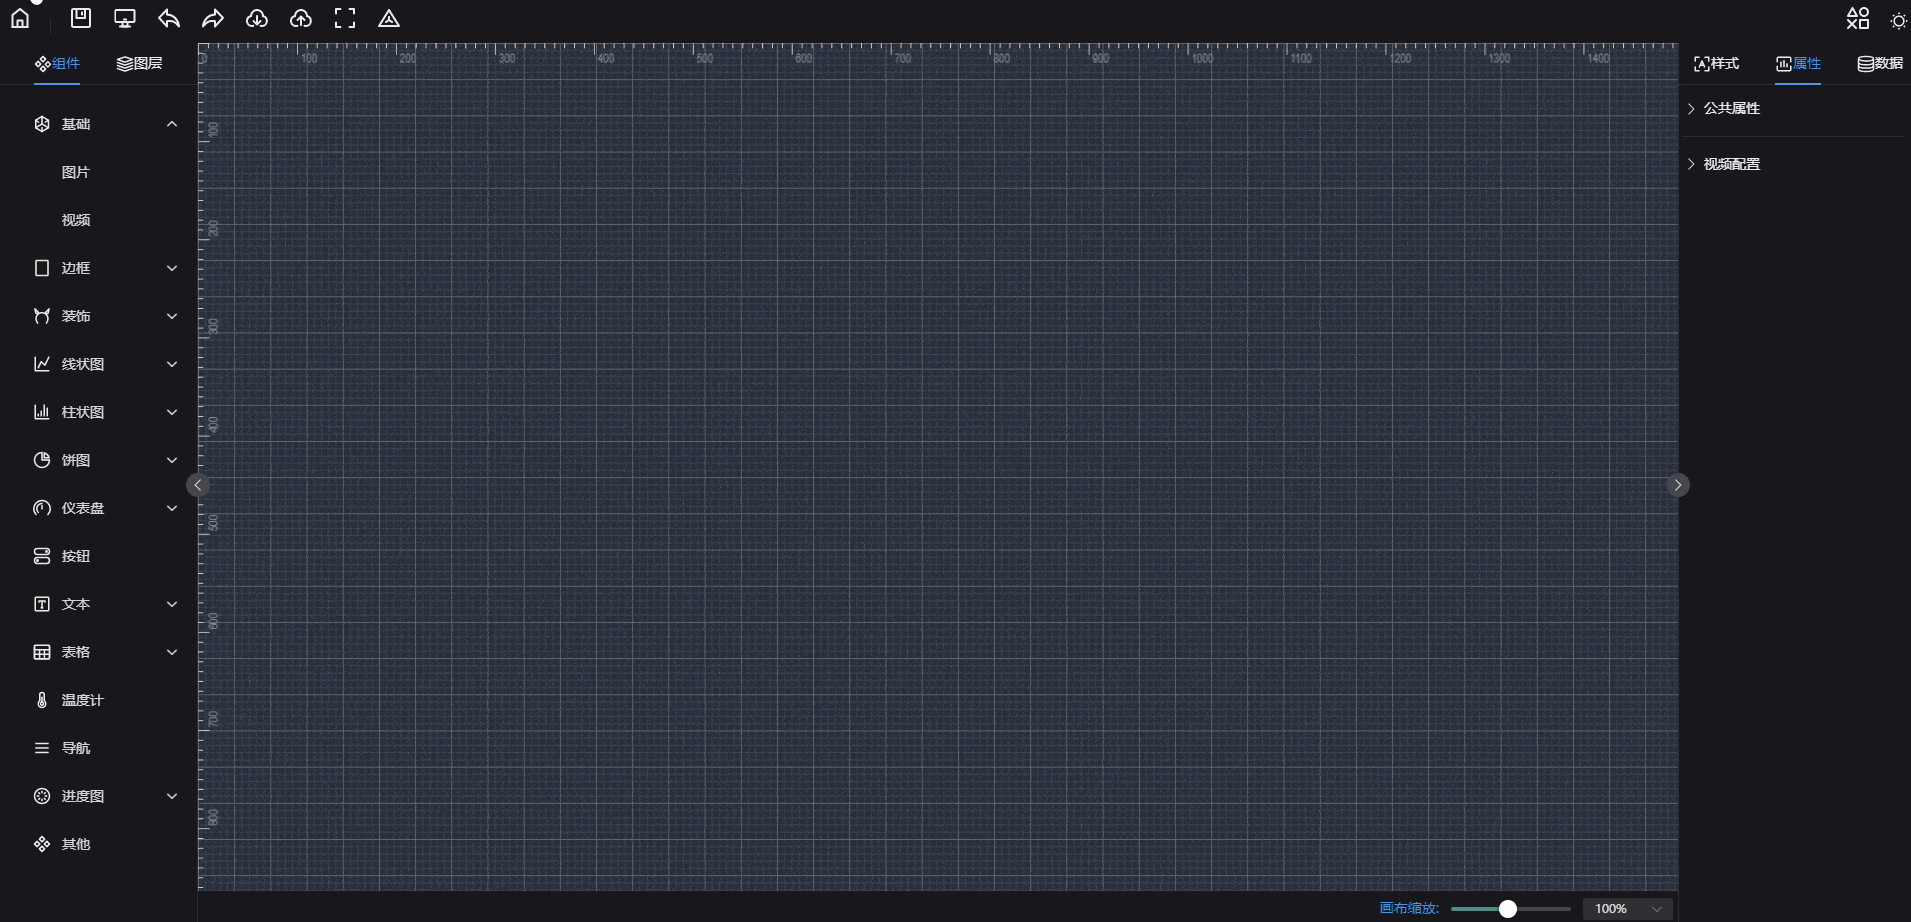 组件 图层
0 100 200 300 400 500 600 700 800 900 1000 1100 1200 1300 1400
样式 属性 数据
公共属性
视频配置
基础
图片
视频
边框
装饰
线状图
柱状图
饼图
仪表盘
按钮
文本
表格
温度计
导航
进度图
其他
100
200
300
400
500
600
700
800
画布缩放: 100%